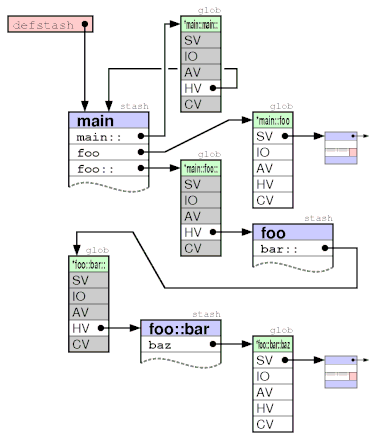 glob
defstash
*main::main::
SV
IO
AV
HV
CV
stash
main
main::
foo
foo::
glob
*main::foo
SV
IO
AV
HV
CV
glob
*main::foo::
SV
IO
AV
HV
CV
stash
foo
bar::
glob
*foo::bar::
SV
IO
AV
HV
CV
stash
foo::bar
baz
glob
*foo::bar::baz
SV
IO
AV
HV
CV